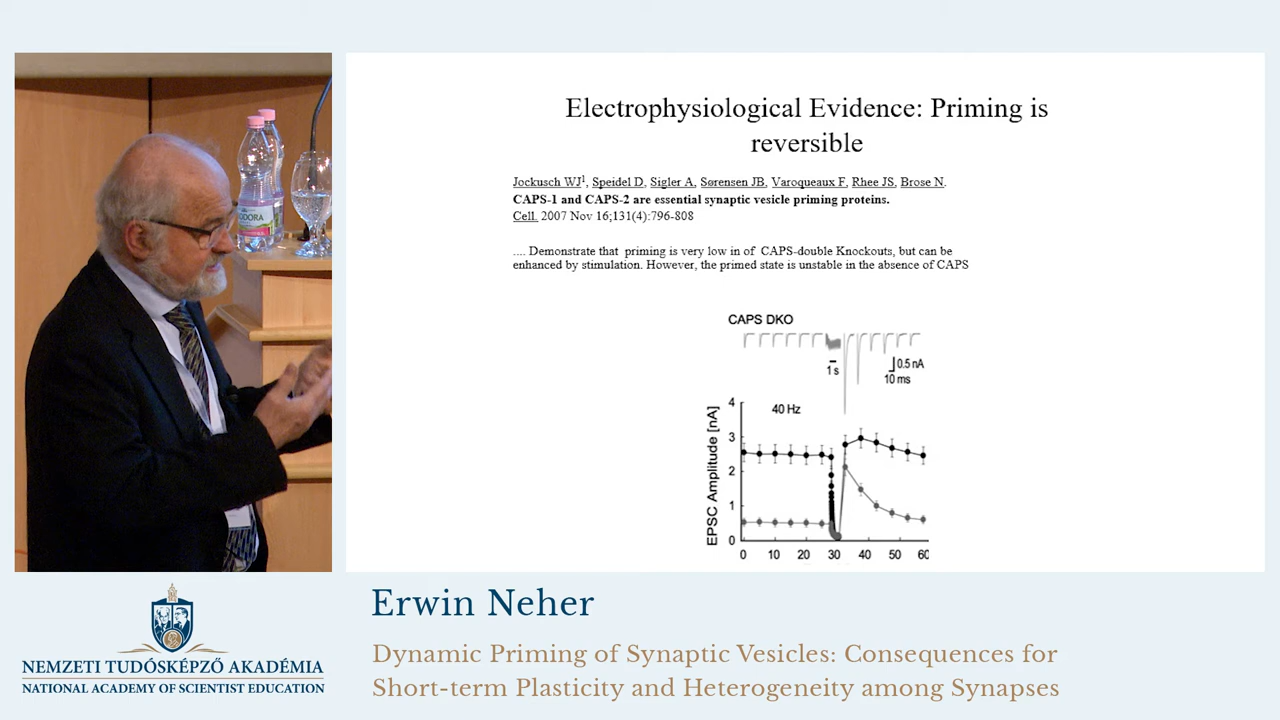 Electrophysiological Evidence: Priming is
reversible
Jockusch WJ1, Speidel D, Sigler A, Sørensen JB, Varoqueaux F, Rhee JS, Brose N.
CAPS-1 and CAPS-2 are essential synaptic vesicle priming proteins.
Cell. 2007 Nov 16;131(4):796-808
.... Demonstrate that priming is very low in of CAPS-double Knockouts, but can be
enhanced by stimulation. However, the primed state is unstable in the absence of CAPS
CAPS DKO
1 s
0.5 nA
10 ms
40 Hz
EPSC Amplitude [nA]
4
3
2
1
0
0 10 20 30 40 50 60
NEMZETI TUDÓSKÉPZŐ AKADÉMIA
NATIONAL ACADEMY OF SCIENTIST EDUCATION
Erwin Neher
Dynamic Priming of Synaptic Vesicles: Consequences for
Short-term Plasticity and Heterogeneity among Synapses